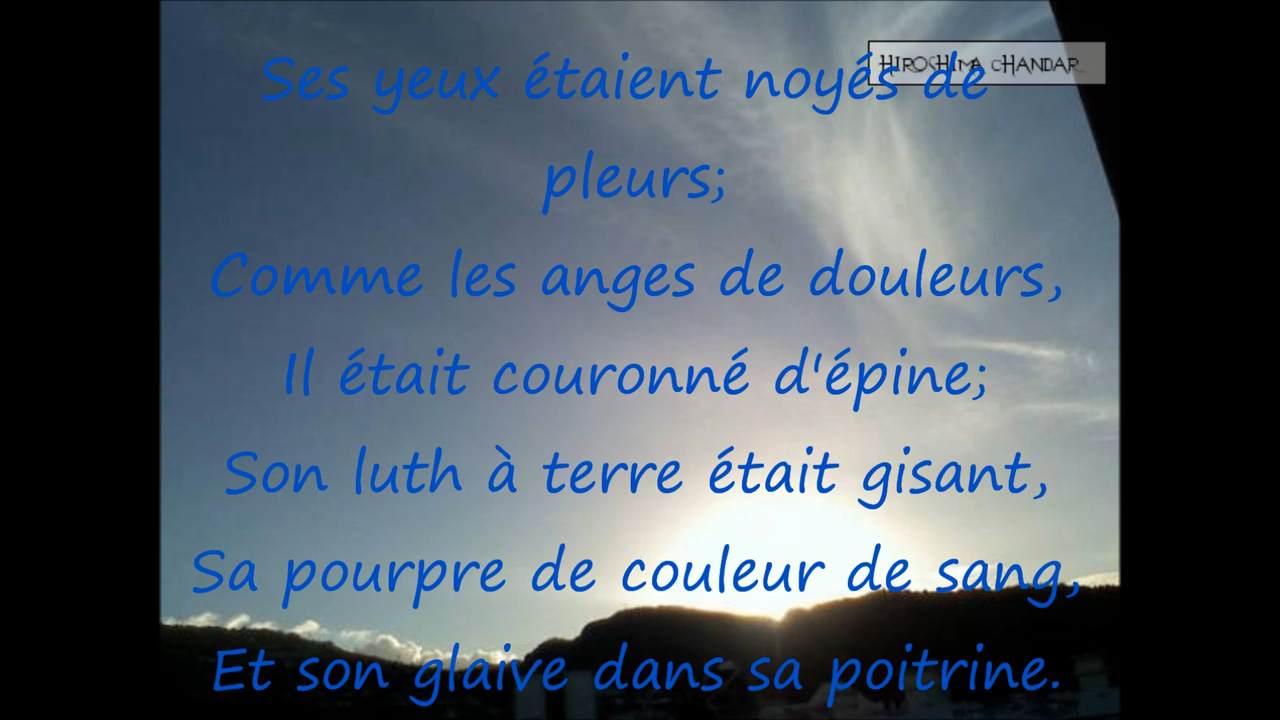 HIROSHIMA CHANDAR
Ses yeux étaient noyés de
pleurs;
Comme les anges de douleurs,
Il était couronné d'épine;
Son luth à terre était gisant,
Sa pourpre de couleur de sang,
Et son glaive dans sa poitrine.